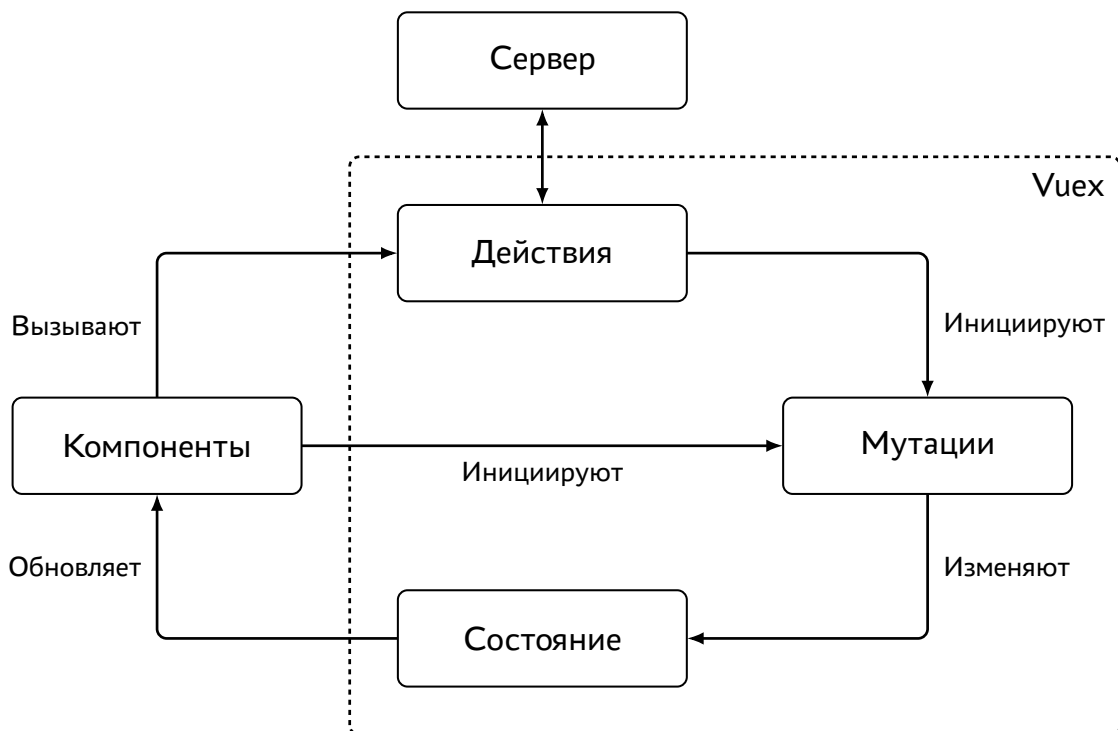 Сервер
Vuex
Действия
Вызывают
Инициируют
Компоненты
Мутации
Инициируют
Обновляет
Изменяют
Состояние